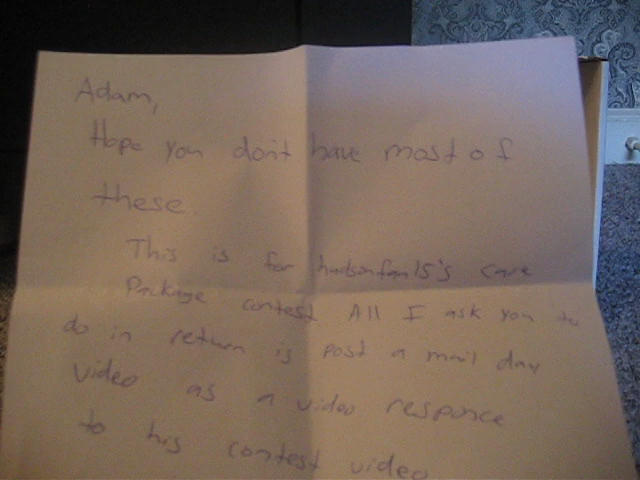 Adam,
Hope you don't have most of
these.
This is for hudsonfan15's care
Package contest All I ask you to
do in return is post a mail day
video as a video responce
to his contest video